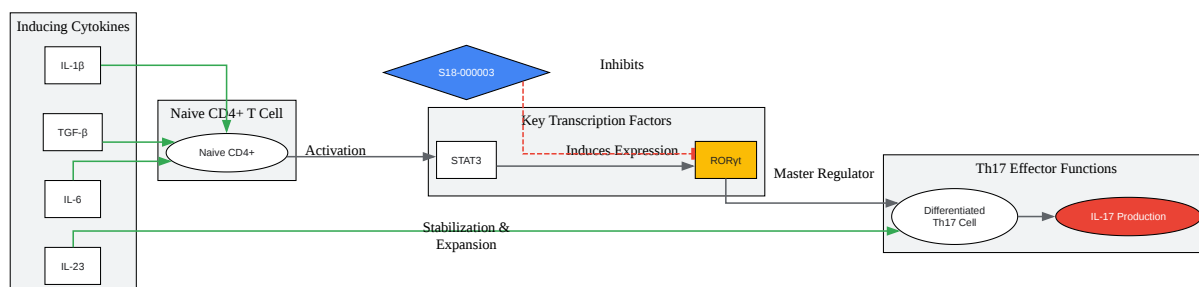 Inducing Cytokines
IL-1β
TGF-β
IL-6
IL-23
Naive CD4+ T Cell
Naive CD4+
Activation
S18-000003
Inhibits
Key Transcription Factors
STAT3
Induces Expression
RORγt
Master Regulator
Stabilization &
Expansion
Th17 Effector Functions
Differentiated
Th17 Cell
IL-17 Production